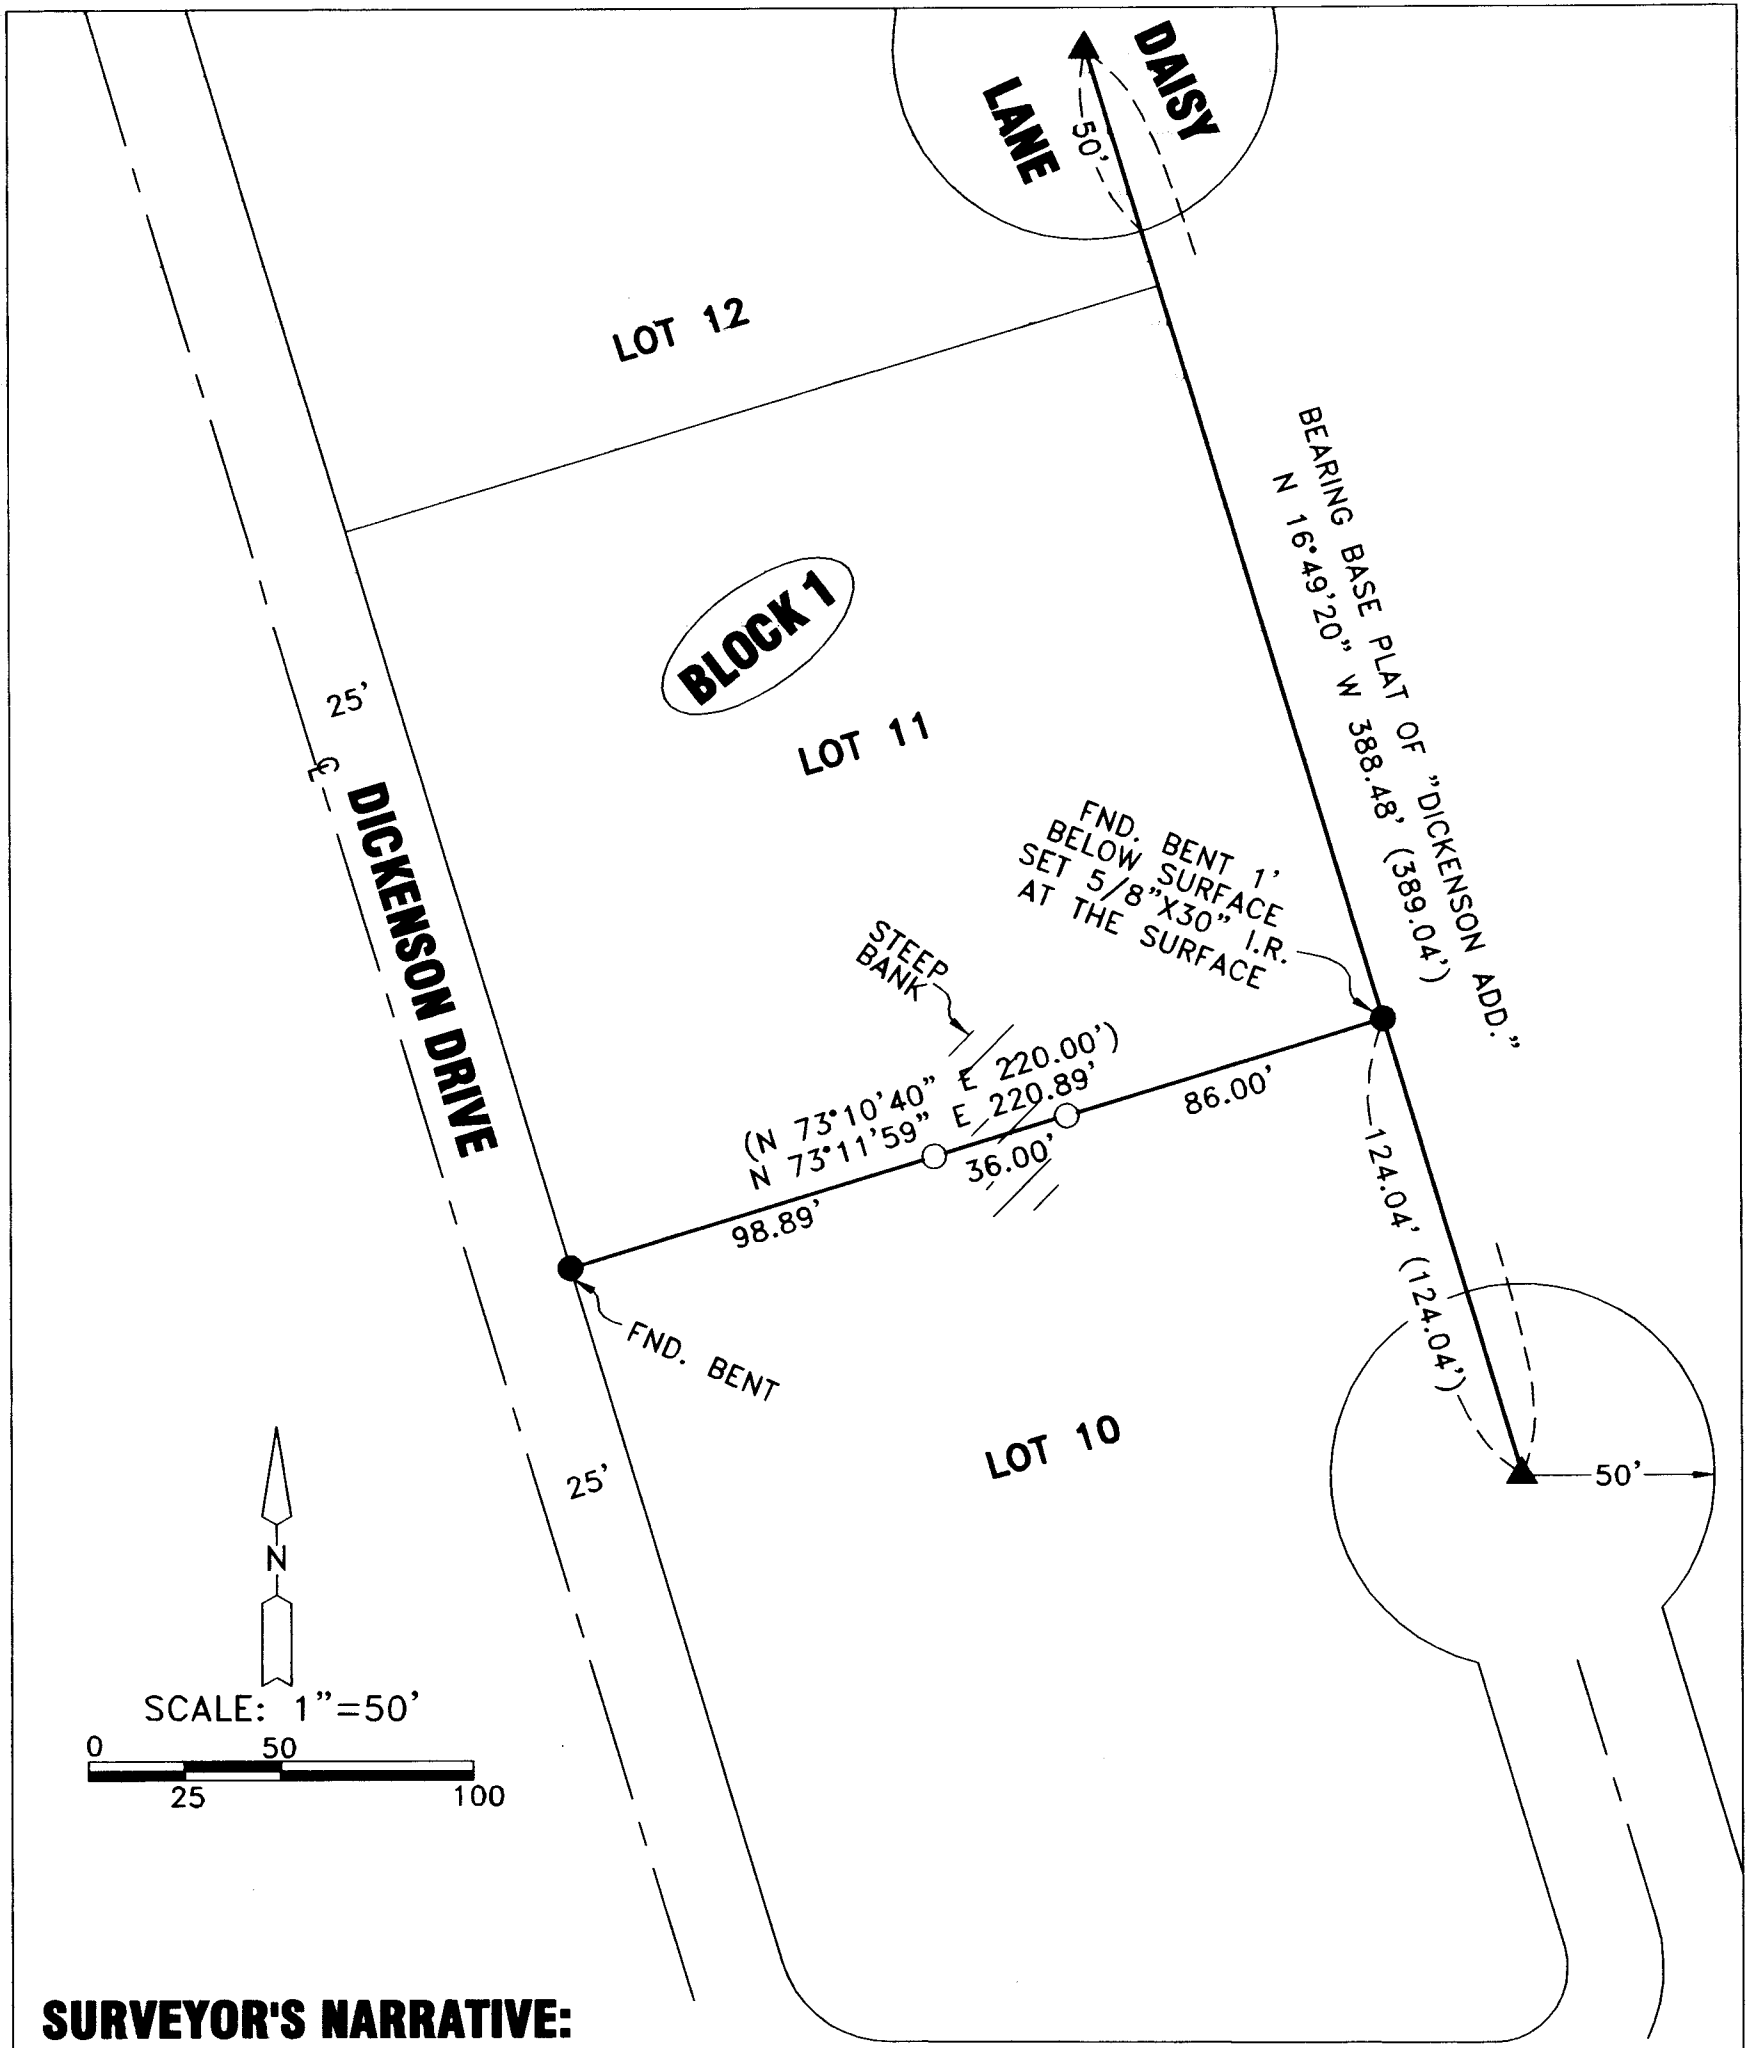 DAISY
LANE
50'
LOT 12
BEARING BASE PLAT OF "DICKENSON ADD."
N 16°49'20" W 388.48' (389.04')
BLOCK 1
25'
LOT 11
℄ DICKENSON DRIVE
FND. BENT 1'
BELOW SURFACE
SET 5/8"X30" I.R.
AT THE SURFACE
STEEP
BANK
(N 73°10'40" E 220.00')
N 73°11'59" E 220.89'
86.00'
36.00'
98.89'
124.04' (124.04')
FND. BENT
LOT 10
25'
50'
N
SCALE: 1"=50'
0 50
25 100
SURVEYOR'S NARRATIVE: